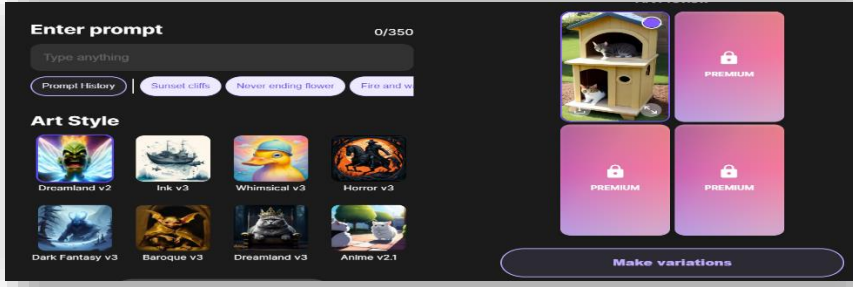 Enter prompt
0/350
Type anything
Prompt History
Sunset cliffs
Never ending flower
Fire and w
Art Style
Dreamland v2
Ink v3
Whimsical v3
Horror v3
Dark Fantasy v3
Baroque v3
Dreamland v3
Anime v2.1
PREMIUM
PREMIUM
PREMIUM
Make variations